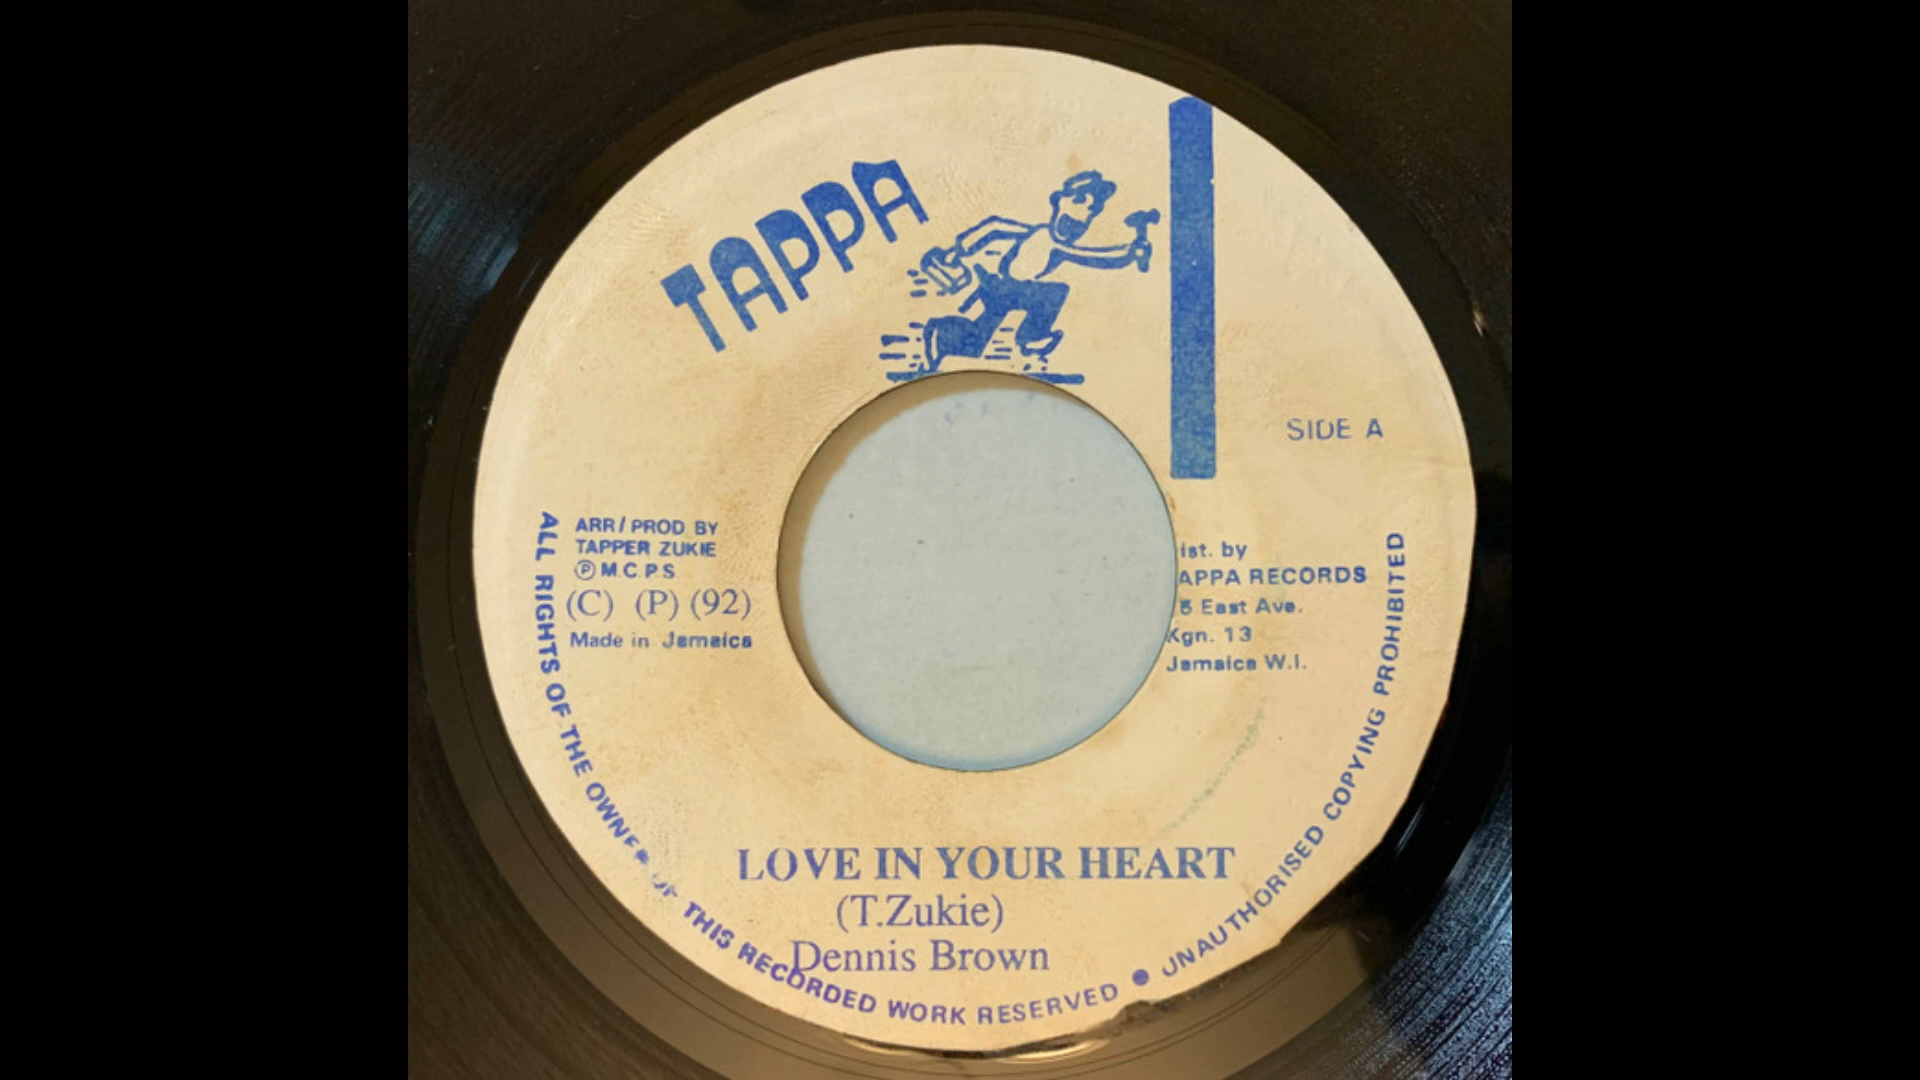 TAPPA
SIDE A
ARR/PROD BY
TAPPER ZUKIE
Ⓟ M.C.P.S
(C) (P) (92)
Made in Jamaica
ist. by
APPA RECORDS
5 East Ave.
Kgn. 13
Jamaica W.I.
LOVE IN YOUR HEART
(T.Zukie)
Dennis Brown
ALL RIGHTS OF THE OWNER OF THIS RECORDED WORK RESERVED ● UNAUTHORISED COPYING PROHIBITED